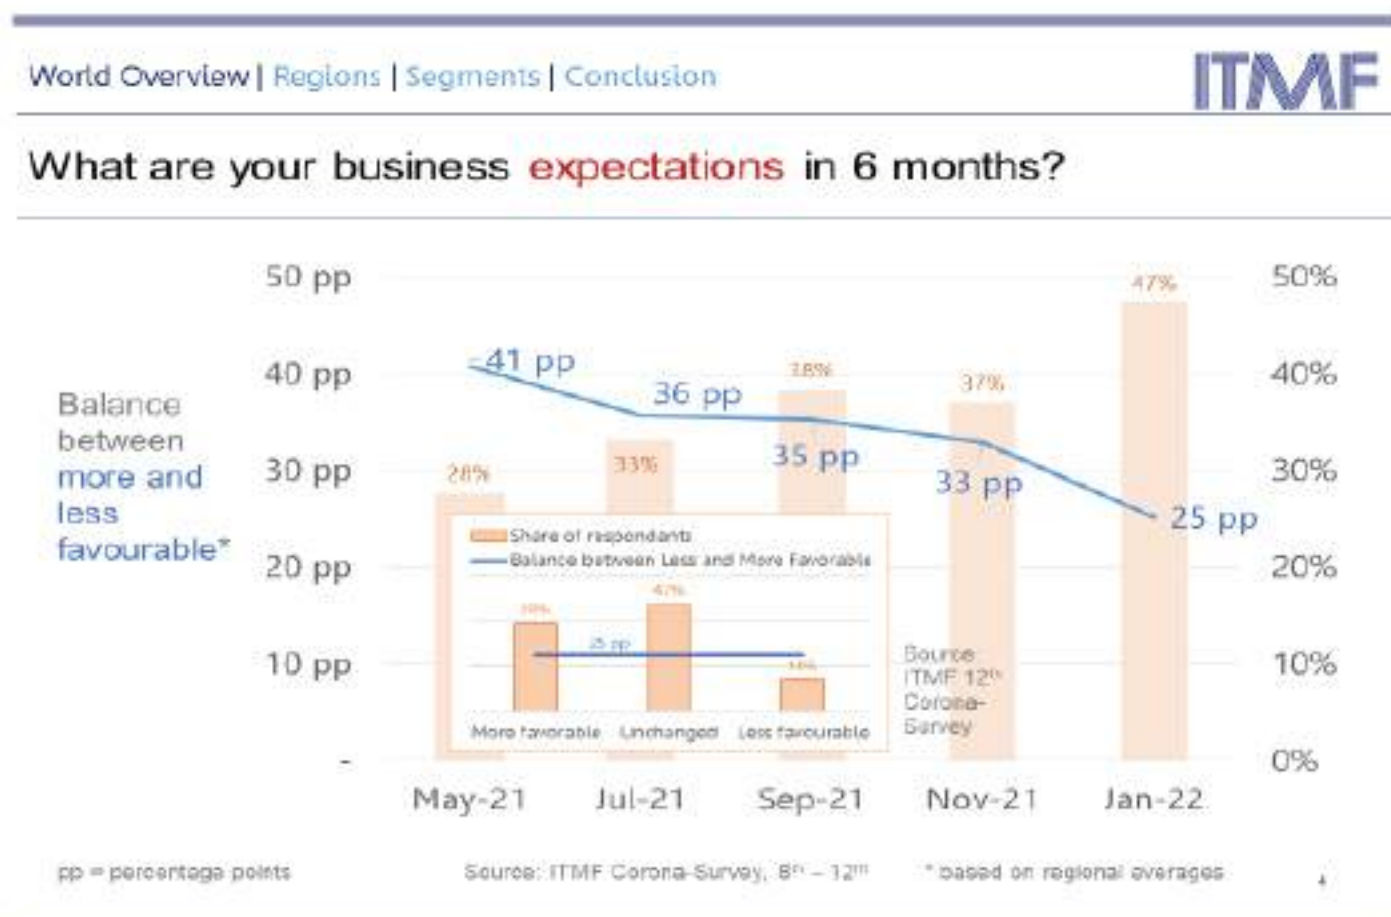 World Overview | Regions | Segments | Conclusion
ITMF
What are your business expectations in 6 months?
50 pp
40 pp
30 pp
20 pp
10 pp
-
Balance
between
more and
less
favourable*
50%
40%
30%
20%
10%
0%
41 pp
36 pp
35 pp
33 pp
25 pp
28%
33%
38%
37%
47%
Share of respondants
Balance between Less and More Favorable
47%
25 pp
More favorable
Unchanged
Less favourable
Source:
ITMF 12th
Corona-
Survey
May-21
Jul-21
Sep-21
Nov-21
Jan-22
pp = percentage points
Source: ITMF Corona-Survey, 8th – 12th
* based on regional averages
4